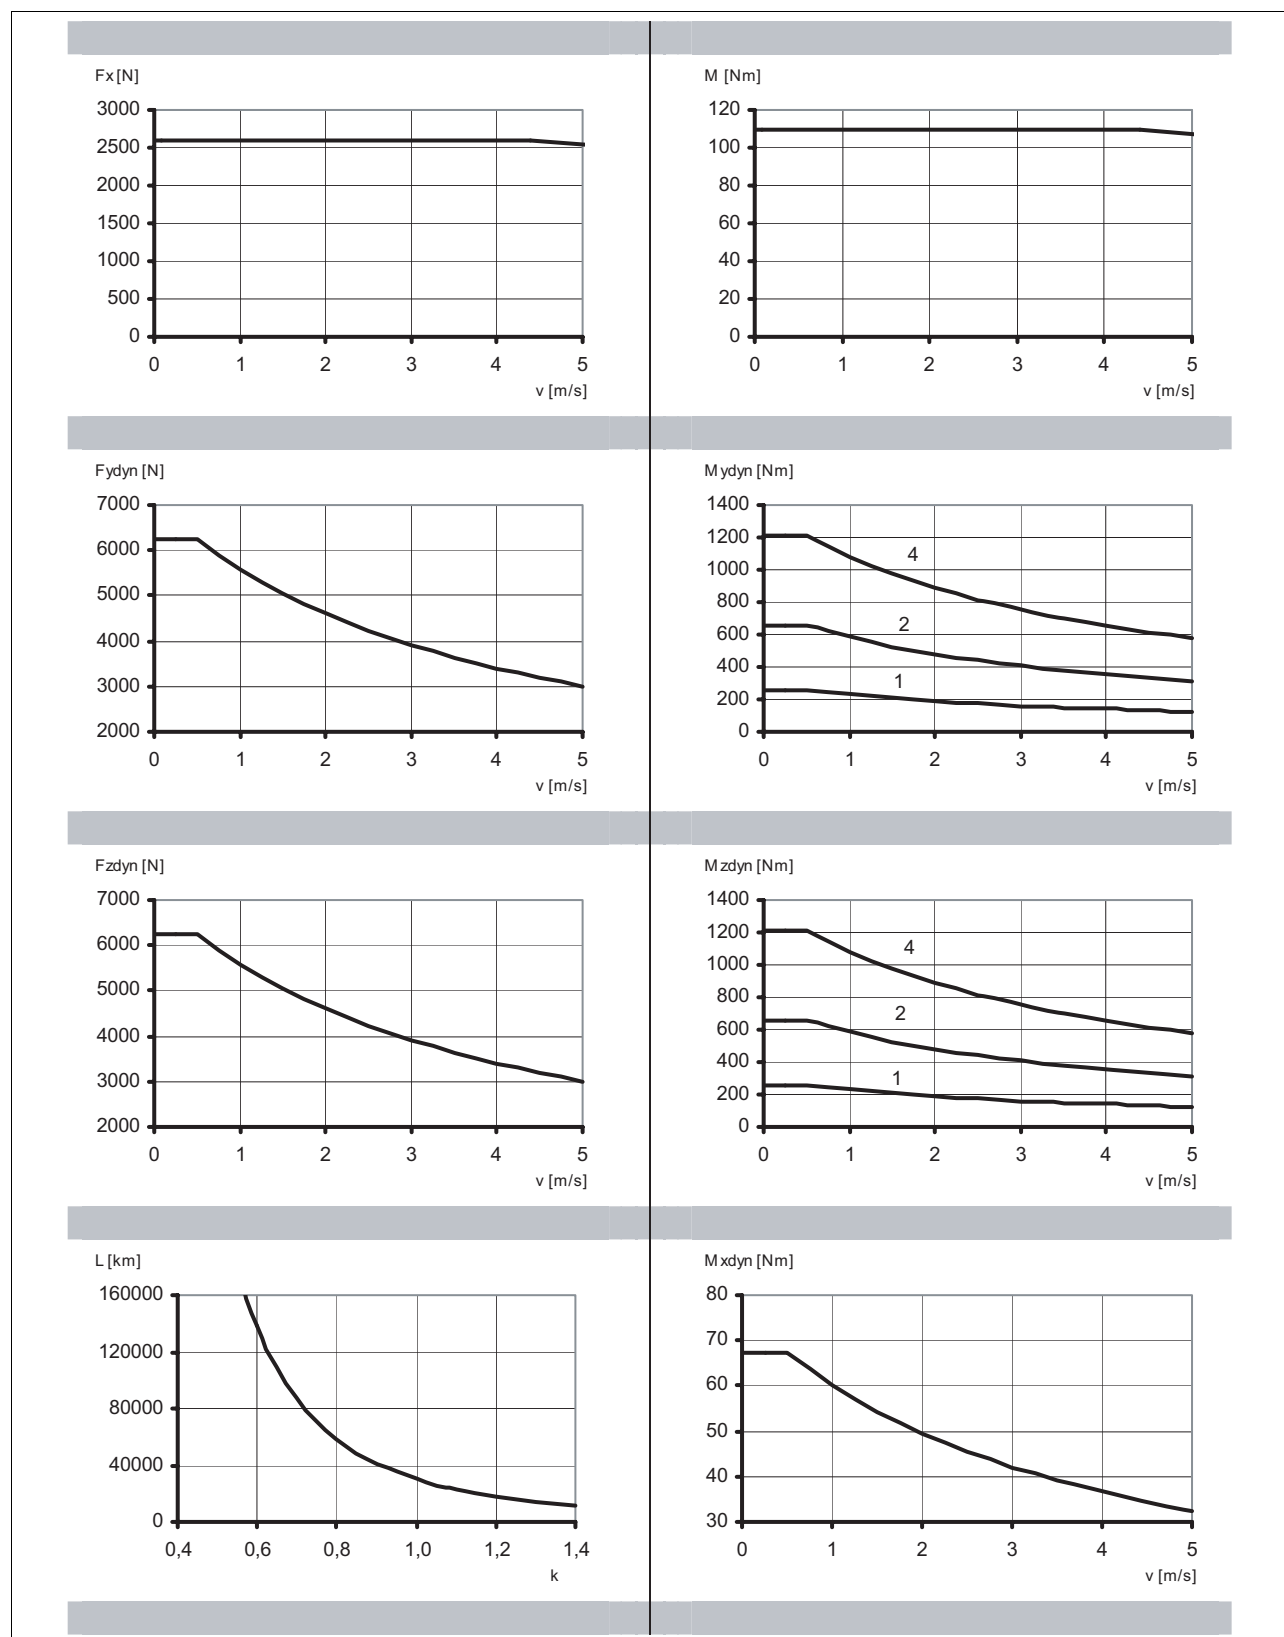 Fx [N]
3000
2500
2000
1500
1000
500
0
0 1 2 3 4 5
v [m/s]
M [Nm]
120
100
80
60
40
20
0
0 1 2 3 4 5
v [m/s]
Fydyn [N]
7000
6000
5000
4000
3000
2000
0 1 2 3 4 5
v [m/s]
Mydyn [Nm]
1400
1200
1000
800
600
400
200
0
4
2
1
0 1 2 3 4 5
v [m/s]
Fzdyn [N]
7000
6000
5000
4000
3000
2000
0 1 2 3 4 5
v [m/s]
Mzdyn [Nm]
1400
1200
1000
800
600
400
200
0
4
2
1
0 1 2 3 4 5
v [m/s]
L [km]
160000
120000
80000
40000
0
0,4 0,6 0,8 1,0 1,2 1,4
k
Mxdyn [Nm]
80
70
60
50
40
30
0 1 2 3 4 5
v [m/s]